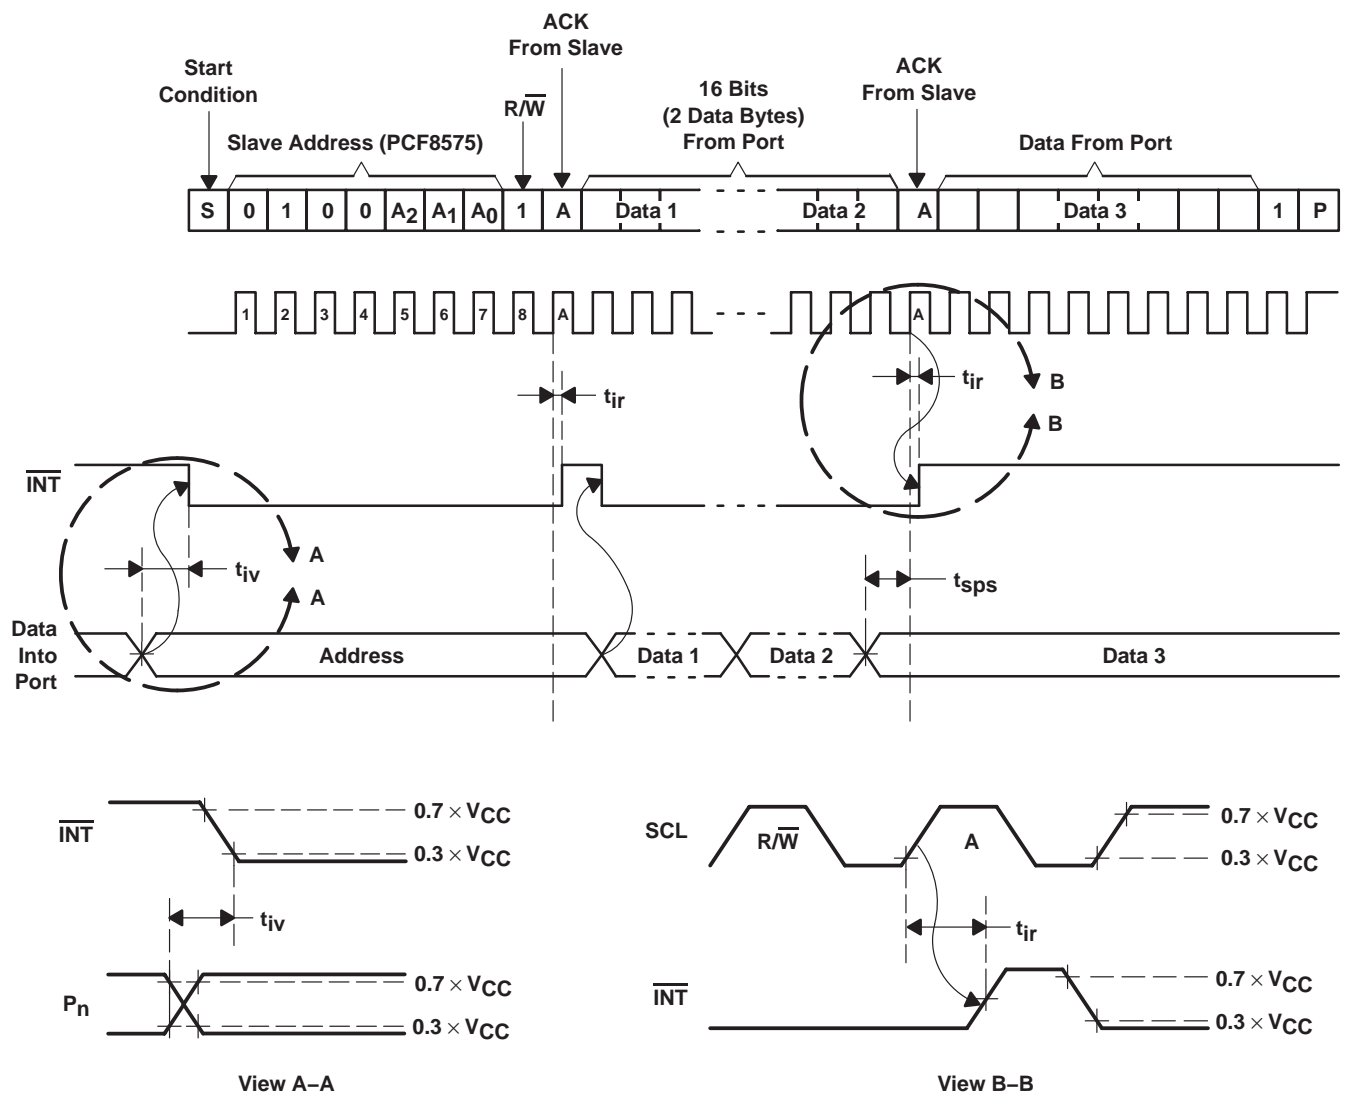 ACK
From Slave
Start
Condition
R/W
Slave Address (PCF8575)
16 Bits
(2 Data Bytes)
From Port
ACK
From Slave
Data From Port
S 0 1 0 0 A2 A1 A0 1 A Data 1 - - - - Data 2 A Data 3 1 P
1 2 3 4 5 6 7 8 A - - - - A
tir
tir
B
B
INT
A
tiv
A
tsps
Data
Into
Port
Address Data 1 Data 2 Data 3
INT
0.7 × VCC
0.3 × VCC
tiv
Pn
0.7 × VCC
0.3 × VCC
View A–A
SCL
R/W
A
0.7 × VCC
0.3 × VCC
tir
INT
0.7 × VCC
0.3 × VCC
View B–B